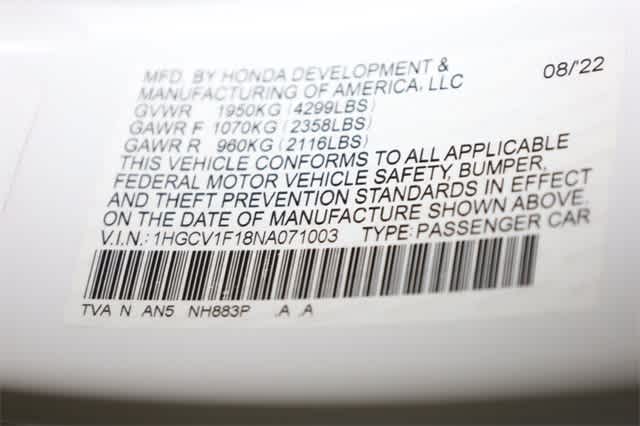 MFD. BY HONDA DEVELOPMENT &
MANUFACTURING OF AMERICA, LLC 08/'22
GVWR 1950KG (4299LBS)
GAWR F 1070KG (2358LBS)
GAWR R 960KG (2116LBS)
THIS VEHICLE CONFORMS TO ALL APPLICABLE
FEDERAL MOTOR VEHICLE SAFETY, BUMPER,
AND THEFT PREVENTION STANDARDS IN EFFECT
ON THE DATE OF MANUFACTURE SHOWN ABOVE.
V.I.N.: 1HGCV1F18NA071003 TYPE: PASSENGER CAR
TVA N AN5 NH883P .A .A